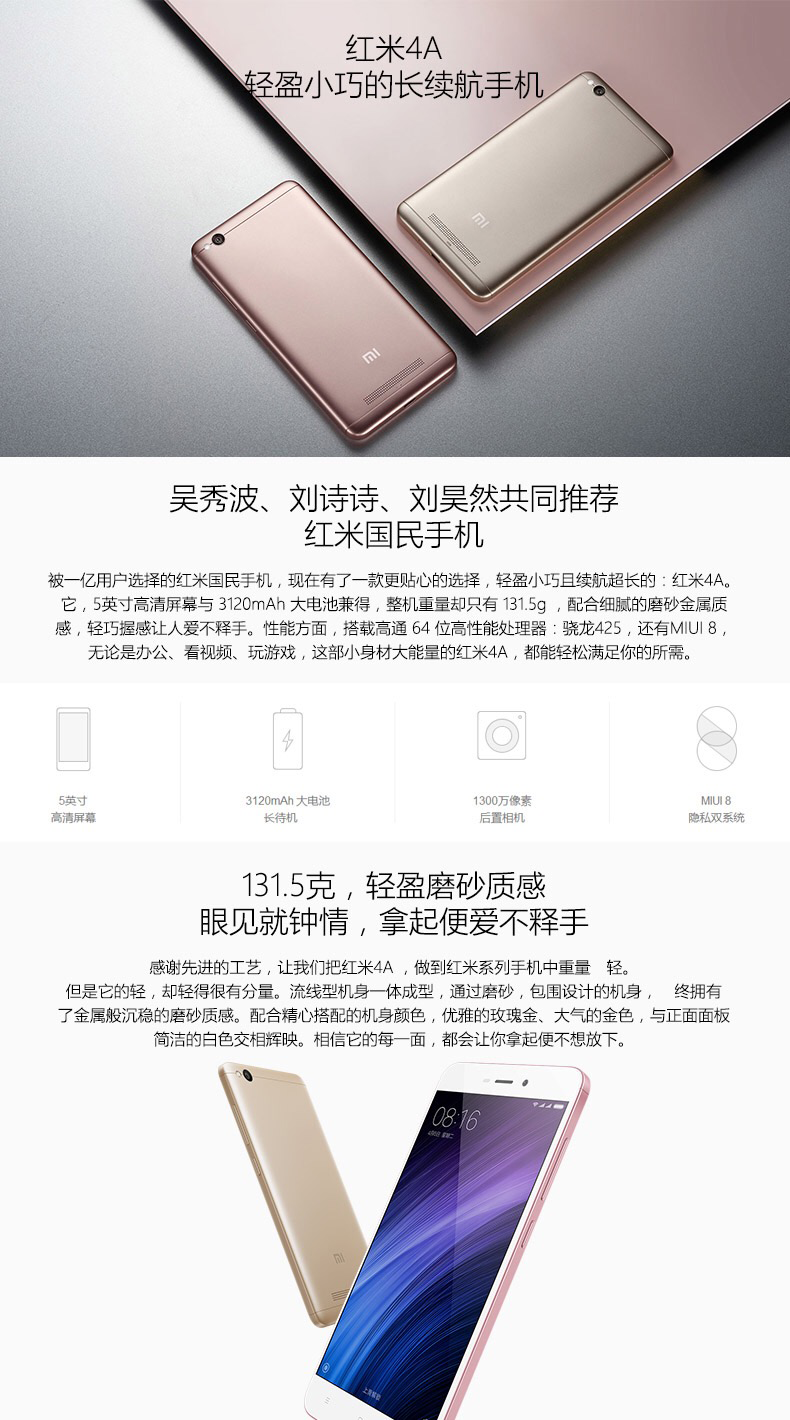 红米4A
轻盈小巧的长续航手机
mi
mi
吴秀波、刘诗诗、刘昊然共同推荐
红米国民手机
被一亿用户选择的红米国民手机，现在有了一款更贴心的选择，轻盈小巧且续航超长的：红米4A。
它，5英寸高清屏幕与 3120mAh 大电池兼得，整机重量却只有 131.5g ，配合细腻的磨砂金属质
感，轻巧握感让人爱不释手。性能方面，搭载高通 64 位高性能处理器：骁龙425，还有MIUI 8，
无论是办公、看视频、玩游戏，这部小身材大能量的红米4A，都能轻松满足你的所需。
5英寸
高清屏幕
3120mAh 大电池
长待机
1300万像素
后置相机
MIUI 8
隐私双系统
131.5克，轻盈磨砂质感
眼见就钟情，拿起便爱不释手
感谢先进的工艺，让我们把红米4A ，做到红米系列手机中重量 轻。
但是它的轻，却轻得很有分量。流线型机身一体成型，通过磨砂，包围设计的机身， 终拥有
了金属般沉稳的磨砂质感。配合精心搭配的机身颜色，优雅的玫瑰金、大气的金色，与正面面板
简洁的白色交相辉映。相信它的每一面，都会让你拿起便不想放下。
08:16
mi
上滑解锁